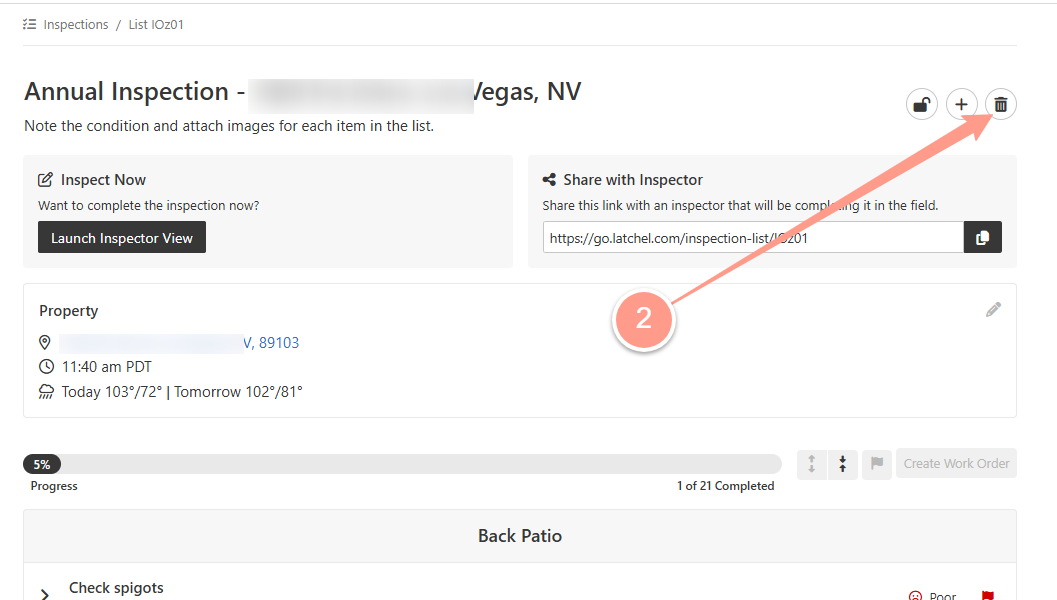 Inspections / List IOz01
Annual Inspection - Vegas, NV
Note the condition and attach images for each item in the list.
Inspect Now
Want to complete the inspection now?
Launch Inspector View
Share with Inspector
Share this link with an inspector that will be completing it in the field.
https://go.latchel.com/inspection-list/IOz01
2
Property
V, 89103
11:40 am PDT
Today 103°/72° | Tomorrow 102°/81°
5%
Progress
1 of 21 Completed
Create Work Order
Back Patio
Check spigots
Poor